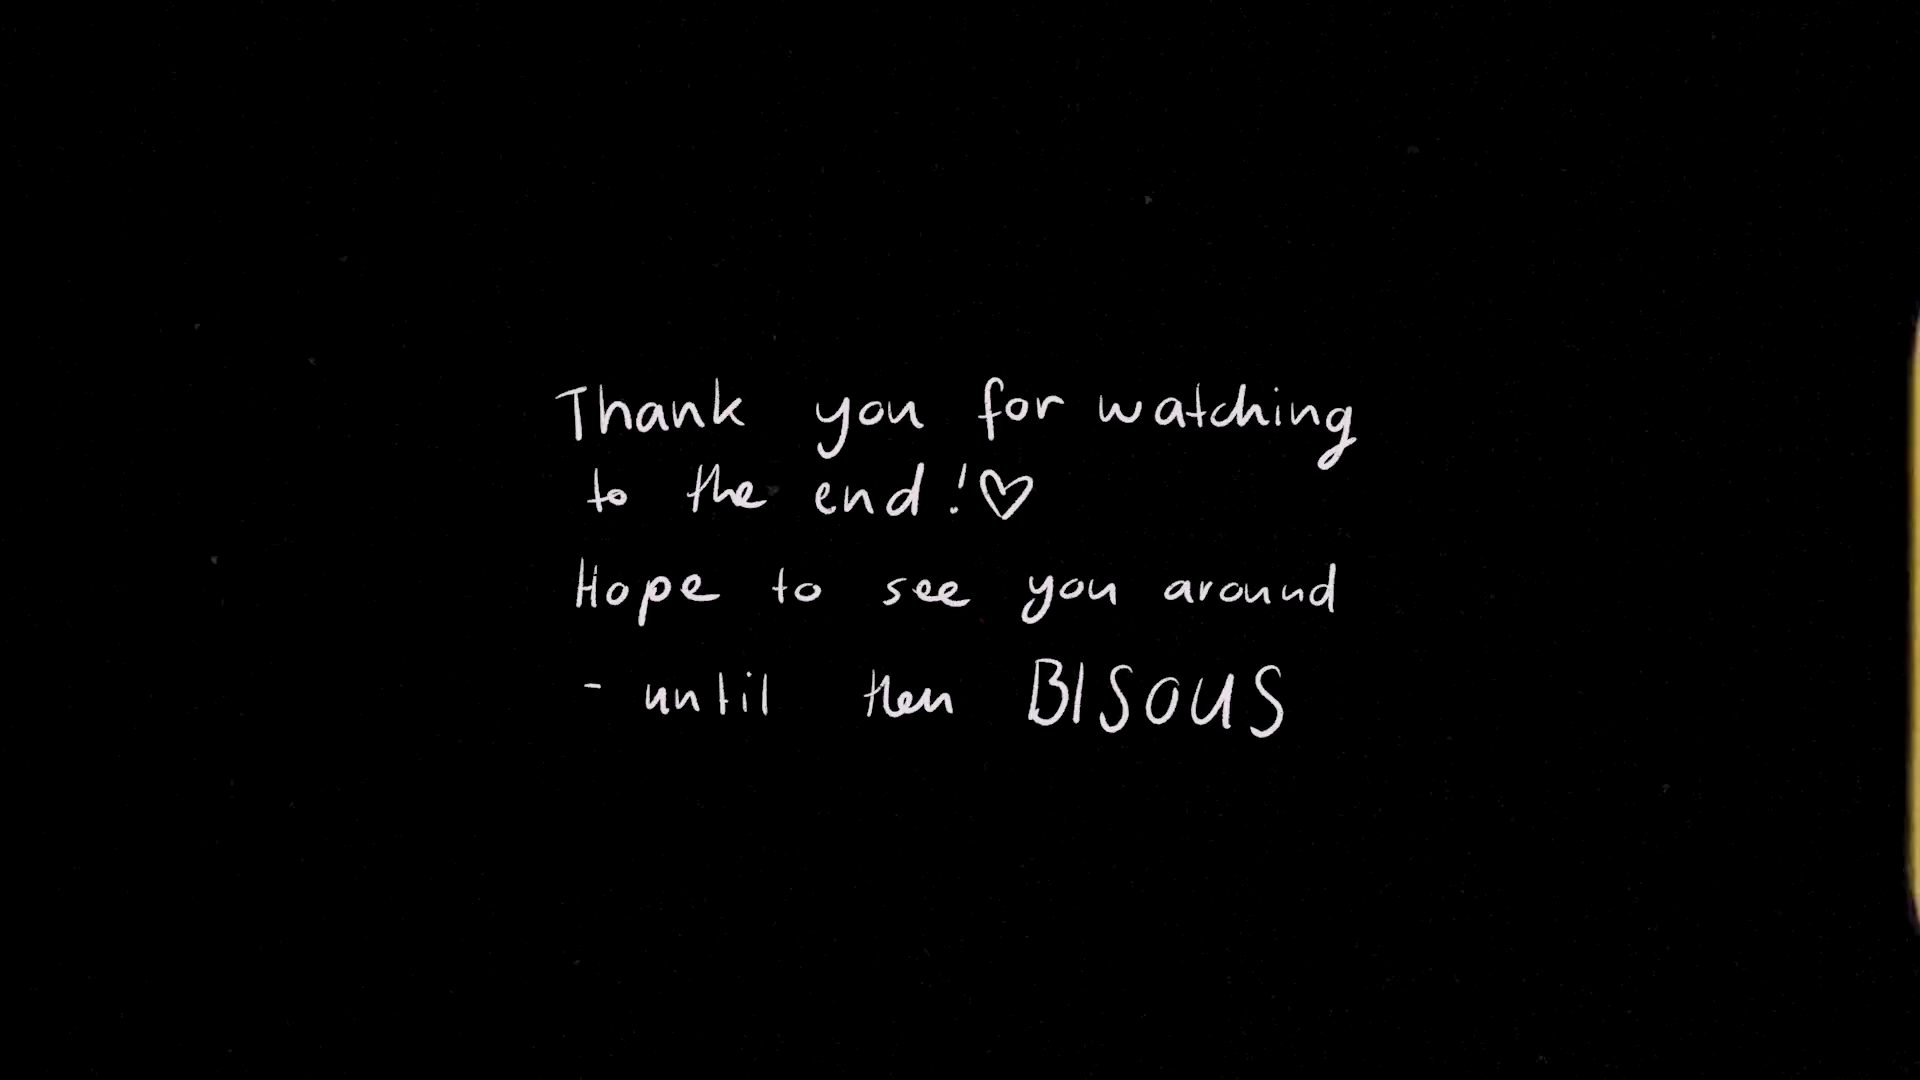 Thank you for watching
to the end!♡
Hope to see you around
- until then BISOUS